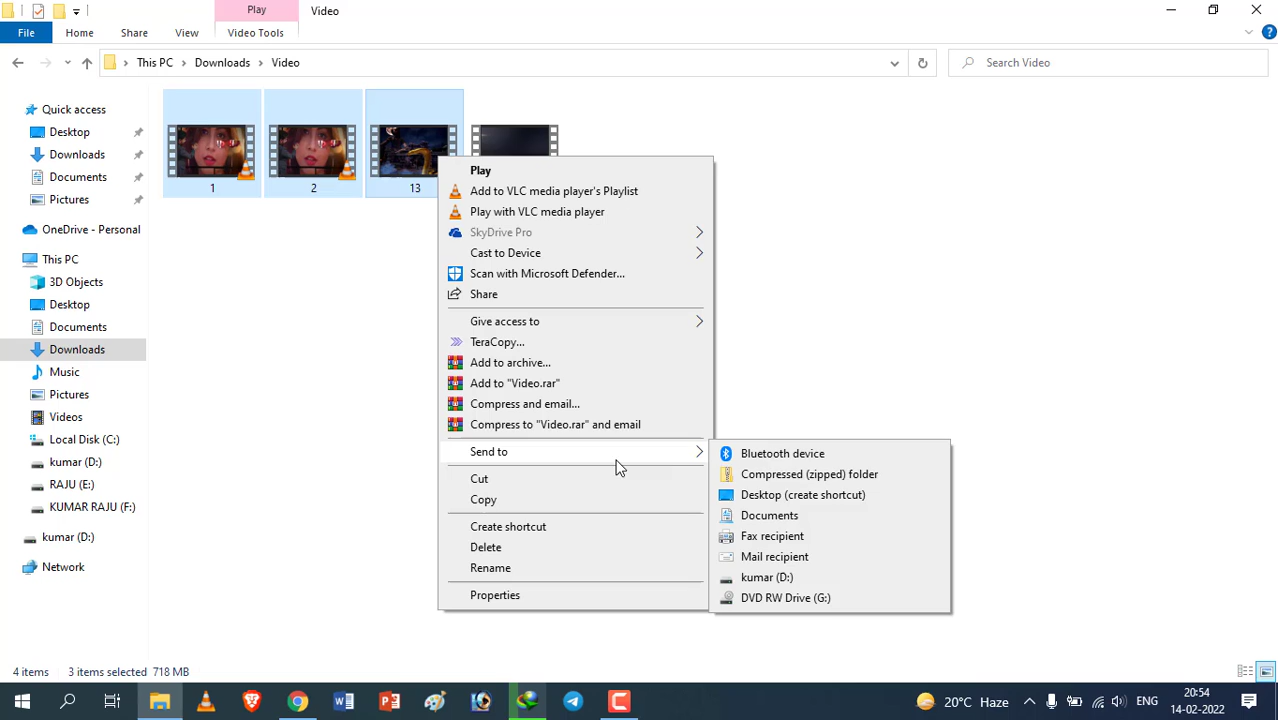 Play
Video
File
Home
Share
View
Video Tools
This PC
Downloads
Video
Search Video
Quick access
Desktop
Downloads
Documents
Pictures
OneDrive - Personal
This PC
3D Objects
Desktop
Documents
Downloads
Music
Pictures
Videos
Local Disk (C:)
kumar (D:)
RAJU (E:)
KUMAR RAJU (F:)
kumar (D:)
Network
1
2
13
Play
Add to VLC media player's Playlist
Play with VLC media player
SkyDrive Pro
Cast to Device
Scan with Microsoft Defender...
Share
Give access to
TeraCopy...
Add to archive...
Add to "Video.rar"
Compress and email...
Compress to "Video.rar" and email
Send to
Cut
Copy
Create shortcut
Delete
Rename
Properties
Bluetooth device
Compressed (zipped) folder
Desktop (create shortcut)
Documents
Fax recipient
Mail recipient
kumar (D:)
DVD RW Drive (G:)
4 items
3 items selected 718 MB
20°C Haze
ENG
20:54
14-02-2022